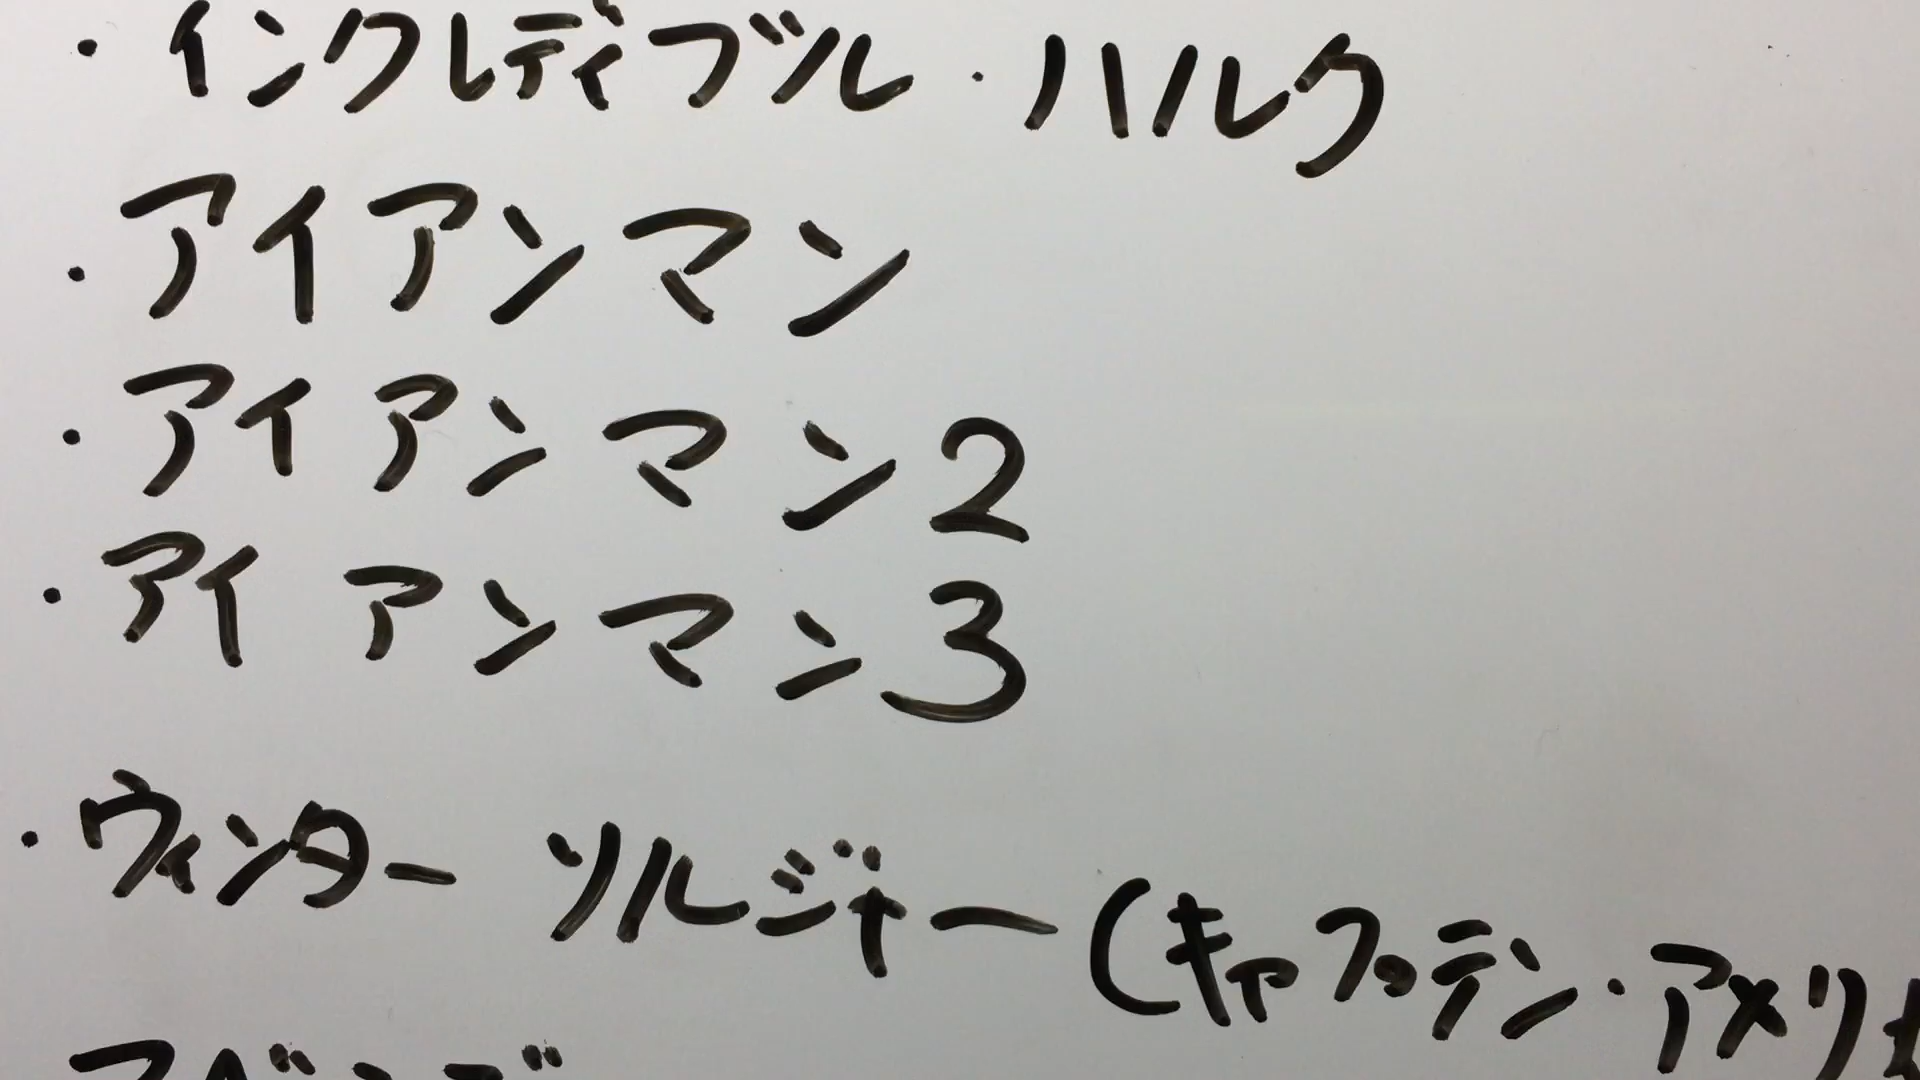 ・インクレディブル・ハルク
・アイアンマン
・アイアンマン2
・アイアンマン3
・ウィンターソルジャー(キャプテン・アメリ